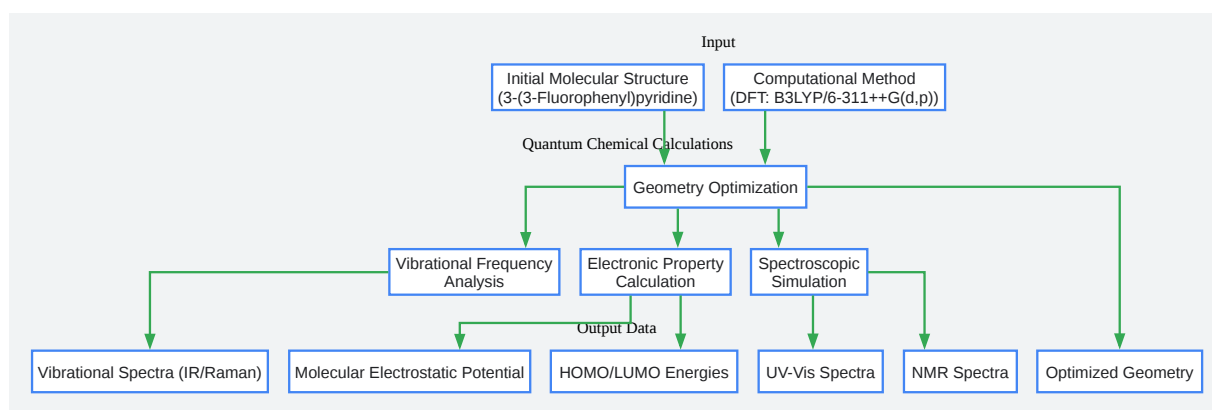 Input
Initial Molecular Structure
(3-(3-Fluorophenyl)pyridine)
Computational Method
(DFT: B3LYP/6-311++G(d,p))
Quantum Chemical Calculations
Geometry Optimization
Vibrational Frequency
Analysis
Electronic Property
Calculation
Spectroscopic
Simulation
Output Data
Vibrational Spectra (IR/Raman)
Molecular Electrostatic Potential
HOMO/LUMO Energies
UV-Vis Spectra
NMR Spectra
Optimized Geometry